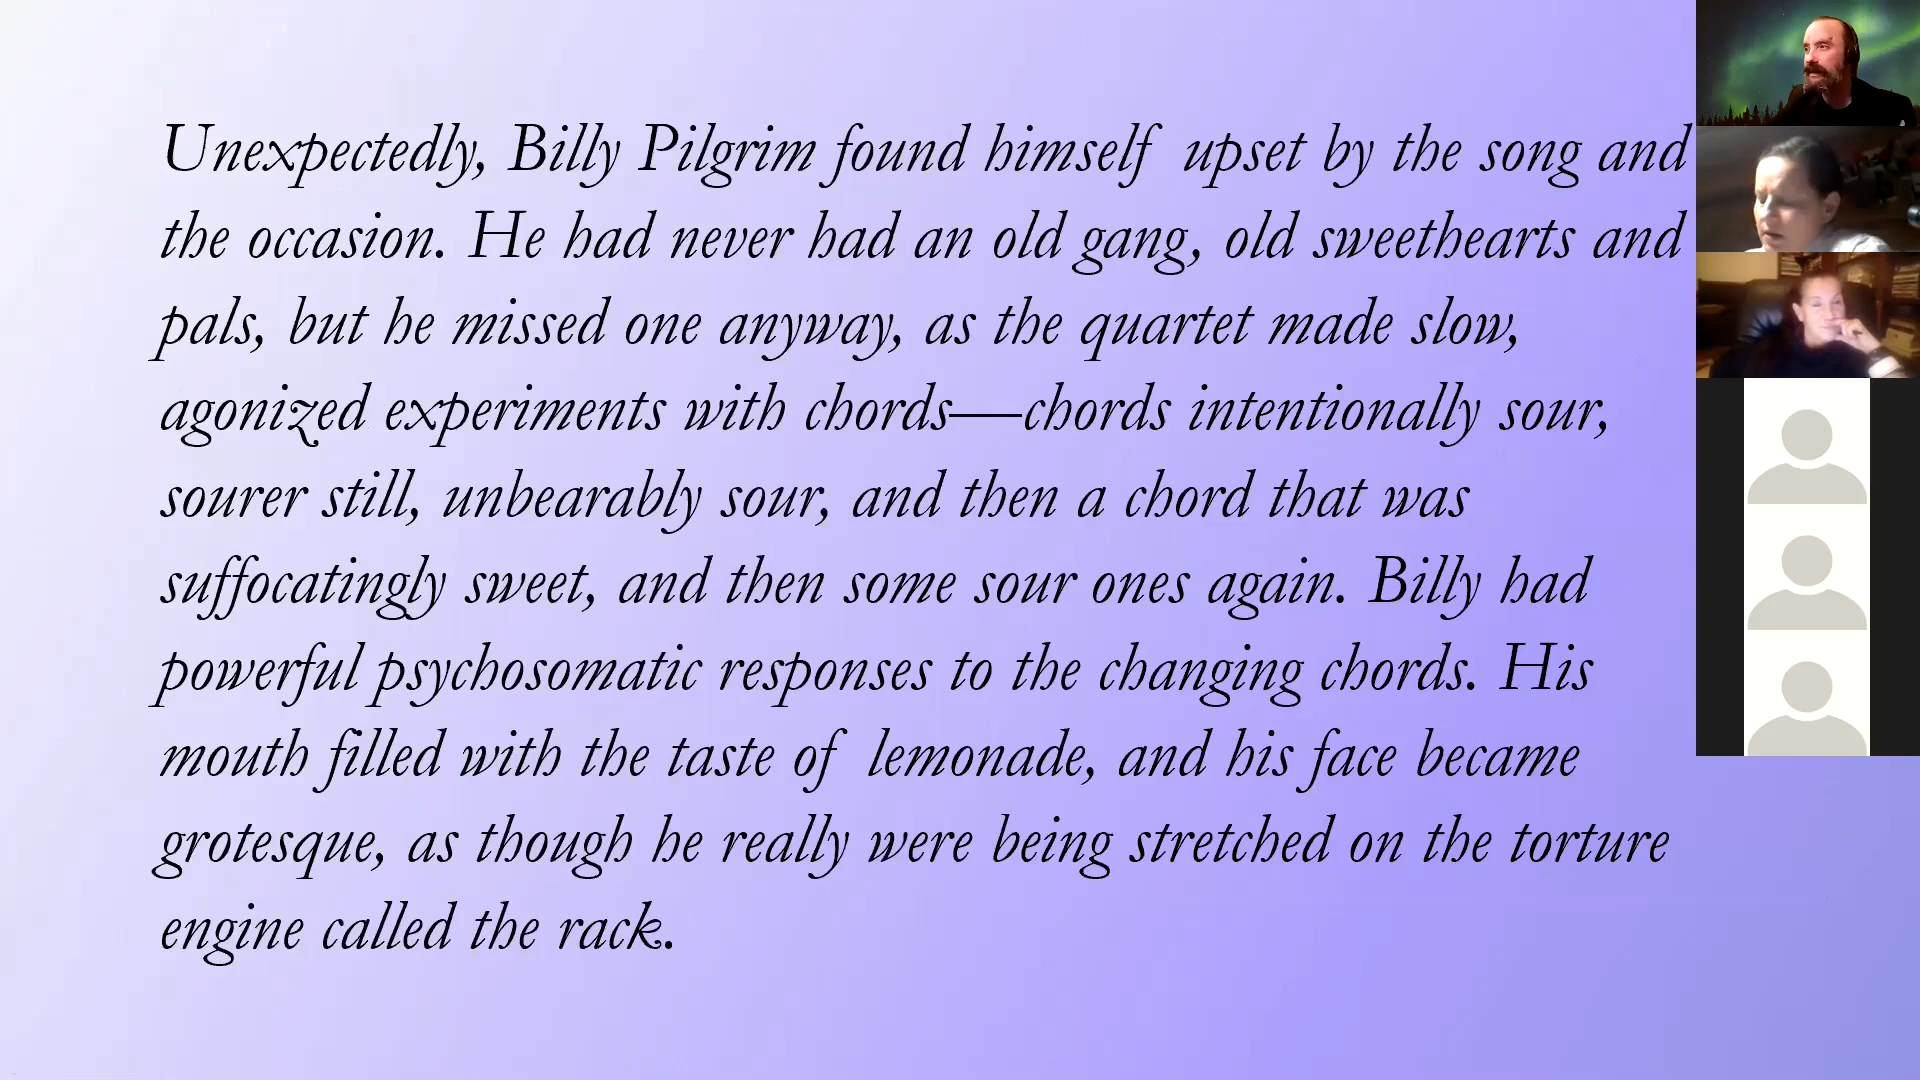 Unexpectedly, Billy Pilgrim found himself upset by the song and
the occasion. He had never had an old gang, old sweethearts and
pals, but he missed one anyway, as the quartet made slow,
agonized experiments with chords—chords intentionally sour,
sourer still, unbearably sour, and then a chord that was
suffocatingly sweet, and then some sour ones again. Billy had
powerful psychosomatic responses to the changing chords. His
mouth filled with the taste of lemonade, and his face became
grotesque, as though he really were being stretched on the torture
engine called the rack.